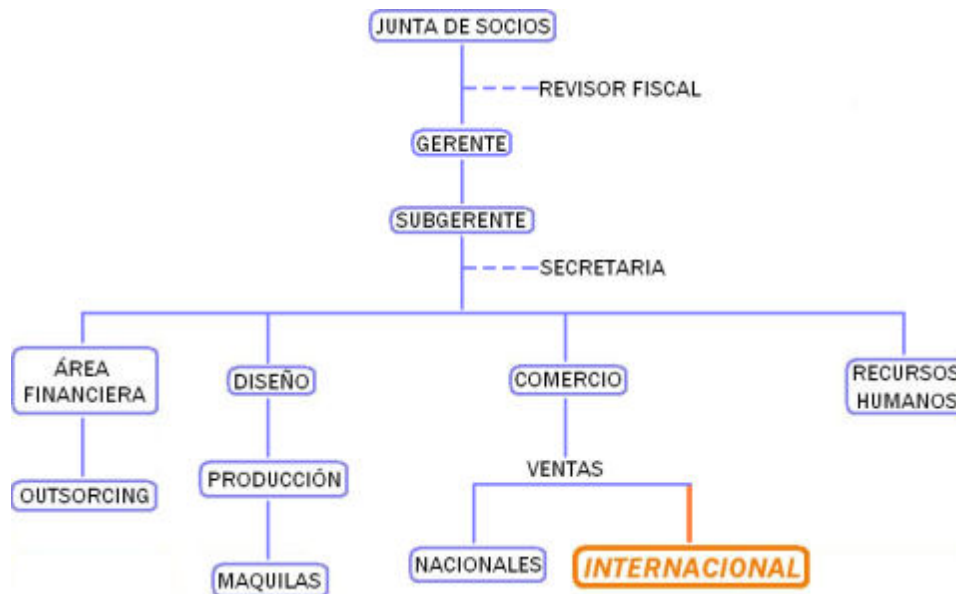 JUNTA DE SOCIOS
REVISOR FISCAL
GERENTE
SUBGERENTE
SECRETARIA
ÁREA
FINANCIERA
DISEÑO
COMERCIO
RECURSOS
HUMANOS
OUTSORCING
PRODUCCIÓN
VENTAS
MAQUILAS
NACIONALES
INTERNACIONAL